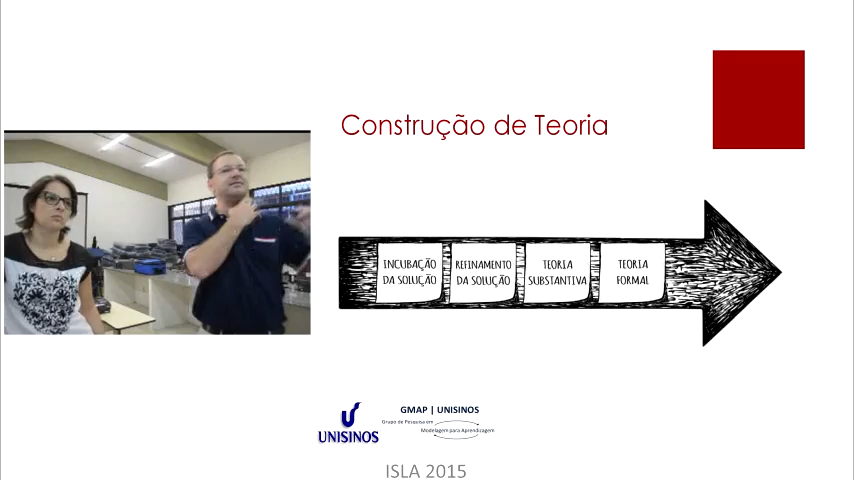 Construção de Teoria
INCUBAÇÃO
DA SOLUÇÃO
REFINAMENTO
DA SOLUÇÃO
TEORIA
SUBSTANTIVA
TEORIA
FORMAL
UNISINOS
GMAP | UNISINOS
Grupo de Pesquisa em
Modelagem para Aprendizagem
ISLA 2015